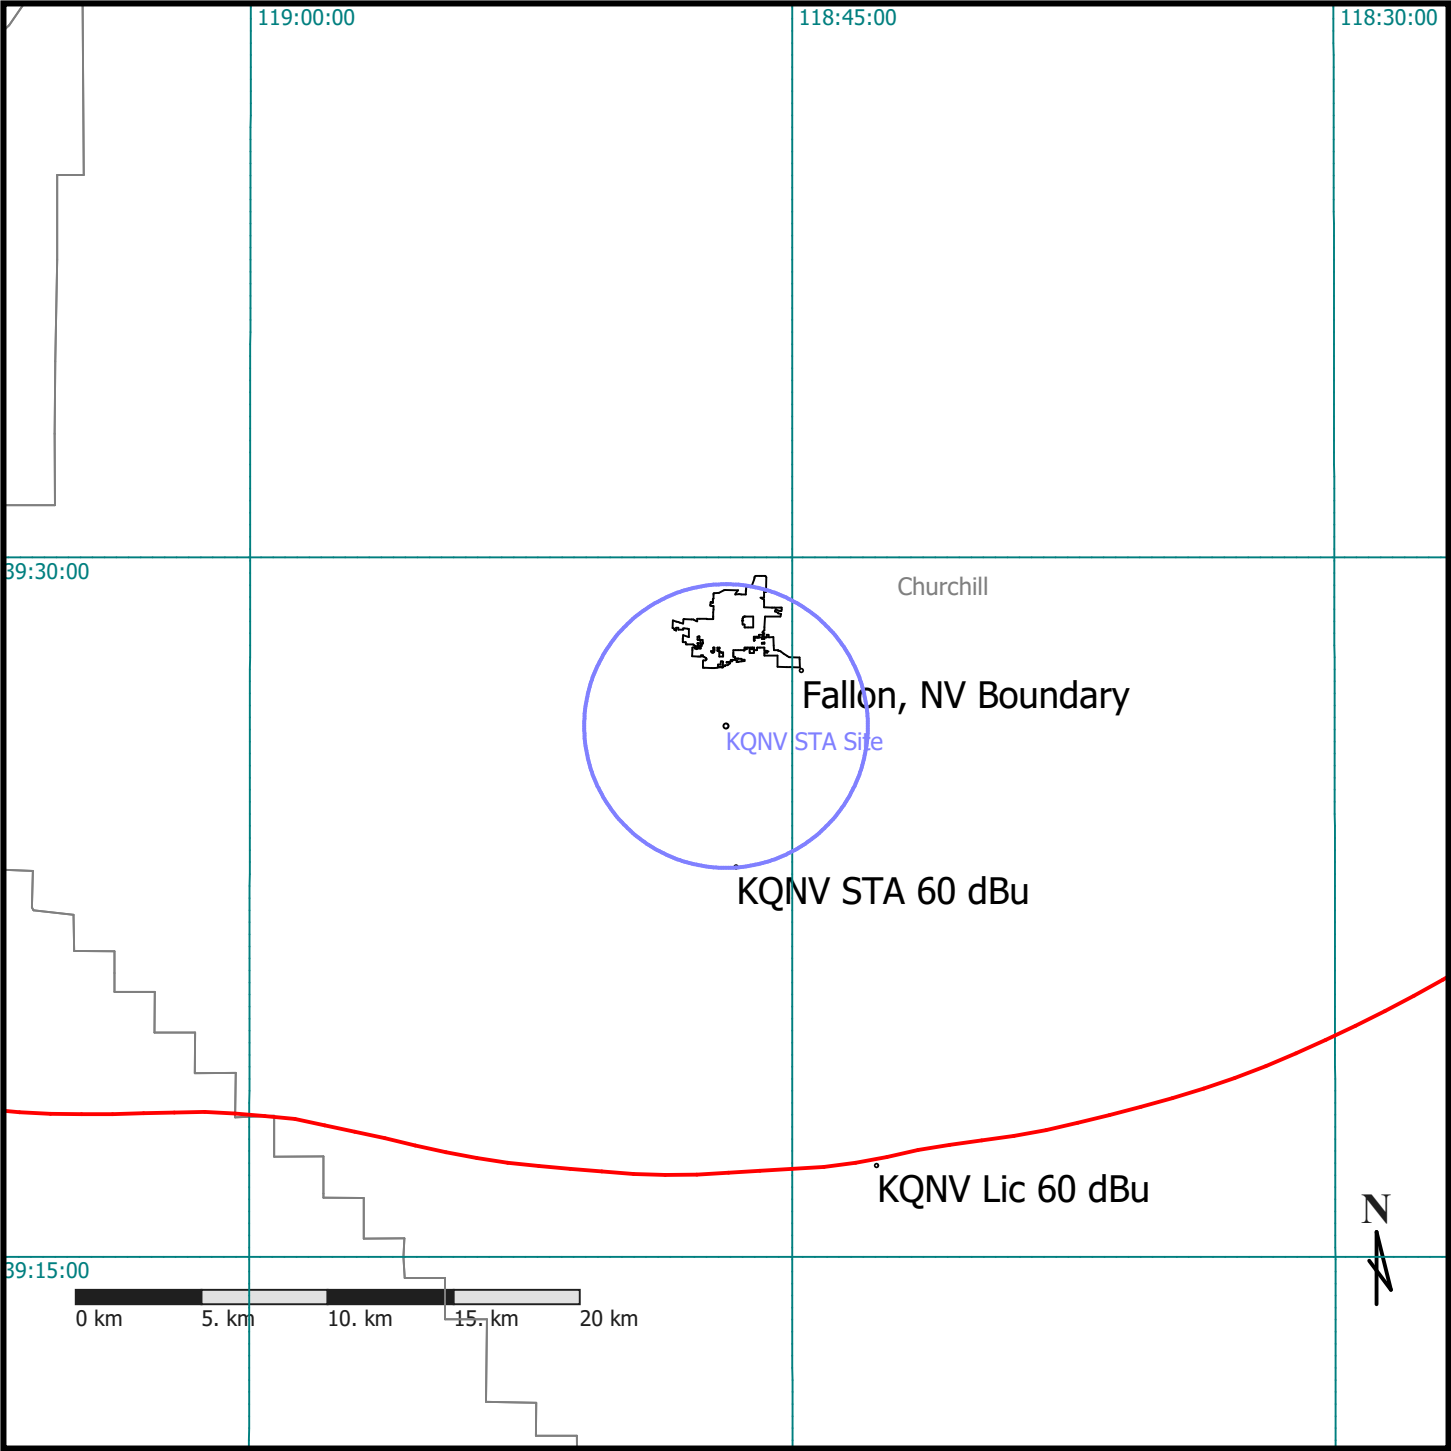 119:00:00
118:45:00
118:30:00
39:30:00
Churchill
Fallon, NV Boundary
KQNV STA Site
KQNV STA 60 dBu
KQNV Lic 60 dBu
N
39:15:00
0 km
5. km
10. km
15. km
20 km